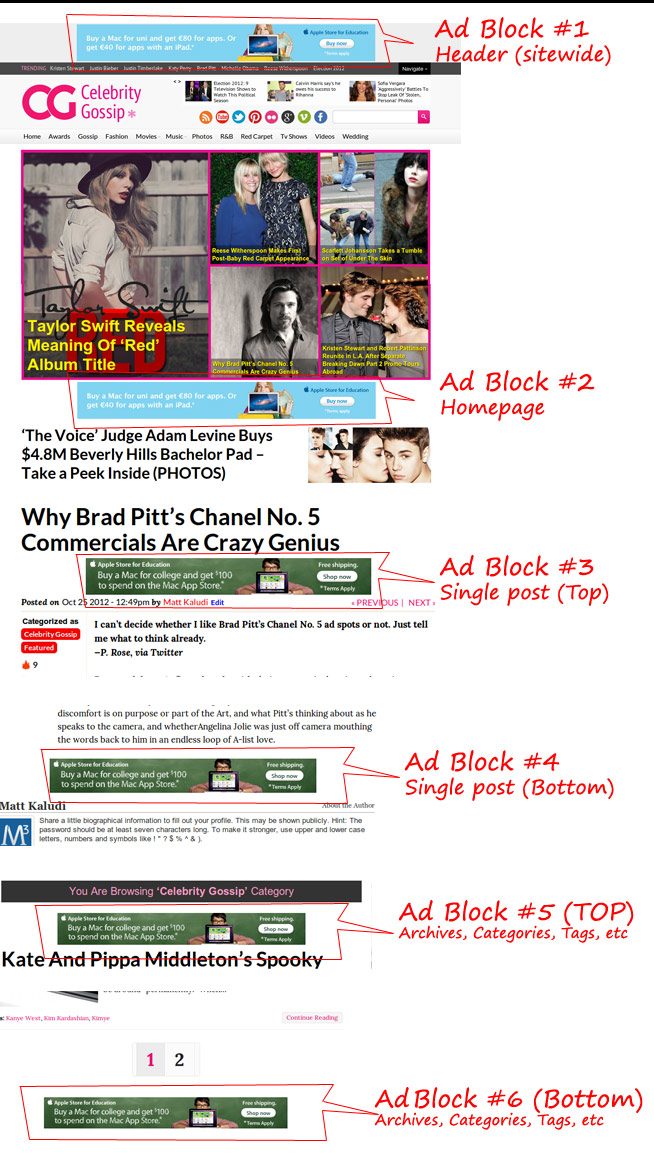 Ad Block #1
Header (sitewide)
Buy a Mac for uni and get €80 for apps. Or
get €40 for apps with an iPad.*
Apple Store for Education
Buy now
*Terms apply
TRENDING Kristen Stewart Justin Bieber Justin Timberlake Katy Perry Brad Pitt Michelle Obama Reese Witherspoon Election 2012
Navigate
< >
Election 2012: 9
Television Shows to
Watch This Political
Season
Calvin Harris say's he
owes his success to
Rihanna
Sofia Vergara
'Aggressively' Battles To
Stop Leak Of 'Stolen,
Personal' Photos
CG Celebrity
Gossip*
Home Awards Gossip Fashion Movies Music Photos R&B Red Carpet Tv Shows Videos Wedding
Taylor Swift
RED
Taylor Swift Reveals
Meaning Of ‘Red’
Album Title
Reese Witherspoon Makes First
Post-Baby Red Carpet Appearance
Scarlett Johansson Takes a Tumble
on Set of Under The Skin
Why Brad Pitt's Chanel No. 5
Commercials Are Crazy Genius
Kristen Stewart and Robert Pattinson
Reunite in L.A. After Separate
Breaking Dawn Part 2 Promo Tours
Abroad
Ad Block #2
Homepage
Buy a Mac for uni and get €80 for apps. Or
get €40 for apps with an iPad.*
Apple Store for Education
Buy now
*Terms apply
‘The Voice’ Judge Adam Levine Buys
$4.8M Beverly Hills Bachelor Pad –
Take a Peek Inside (PHOTOS)
Why Brad Pitt’s Chanel No. 5
Commercials Are Crazy Genius
Ad Block #3
Single post (Top)
Apple Store for Education
Buy a Mac for college and get $100
to spend on the Mac App Store.*
Free shipping.
Shop now
*Terms Apply
Posted on Oct 25 2012 - 12:49pm by Matt Kaludi Edit
« PREVIOUS | NEXT »
Categorized as
Celebrity Gossip
Featured
9
I can’t decide whether I like Brad Pitt’s Chanel No. 5 ad spots or not. Just tell
me what to think already.
—P. Rose, via Twitter
discomfort is on purpose or part of the Art, and what Pitt's thinking about as he
speaks to the camera, and whetherAngelina Jolie was just off camera mouthing
the words back to him in an endless loop of A-list love.
Ad Block #4
Single post (Bottom)
Apple Store for Education
Buy a Mac for college and get $100
to spend on the Mac App Store.*
Free shipping.
Shop now
*Terms Apply
Matt Kaludi
About the Author
M3
Share a little biographical information to fill out your profile. This may be shown publicly. Hint: The
password should be at least seven characters long. To make it stronger, use upper and lower case
letters, numbers and symbols like ! " ? $ % ^ & ).
You Are Browsing ‘Celebrity Gossip’ Category
Ad Block #5 (TOP)
Archives, Categories, Tags, etc
Apple Store for Education
Buy a Mac for college and get $100
to spend on the Mac App Store.*
Free shipping.
Shop now
*Terms Apply
Kate And Pippa Middleton’s Spooky
s: Kanye West, Kim Kardashian, Kimye
Continue Reading
1 2
Ad Block #6 (Bottom)
Archives, Categories, Tags, etc
Apple Store for Education
Buy a Mac for college and get $100
to spend on the Mac App Store.*
Free shipping.
Shop now
*Terms Apply